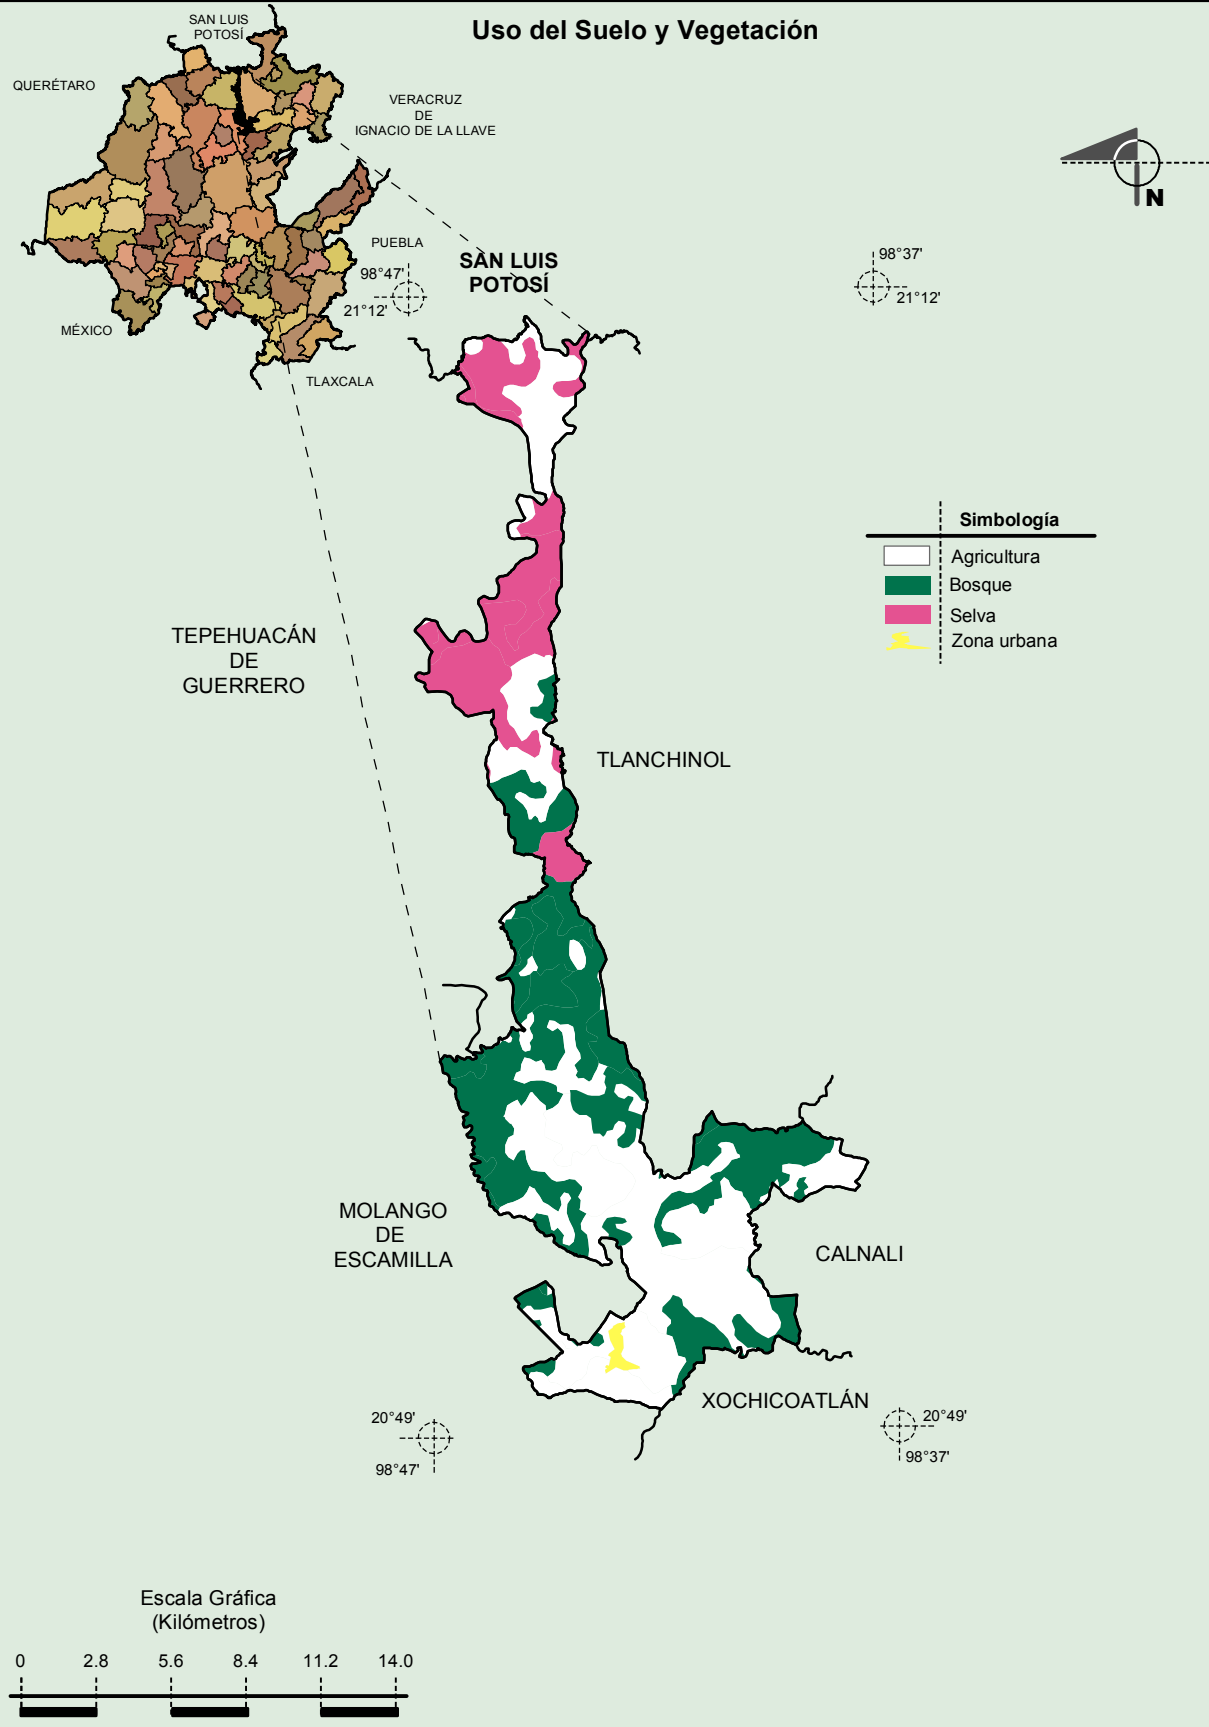 Uso del Suelo y Vegetación
SAN LUIS
POTOSÍ
QUERÉTARO
VERACRUZ
DE
IGNACIO DE LA LLAVE
PUEBLA
MÉXICO
TLAXCALA
N
98°47'
21°12'
SAN LUIS
POTOSÍ
98°37'
21°12'
Simbología
Agricultura
Bosque
Selva
Zona urbana
TEPEHUACÁN
DE
GUERRERO
TLANCHINOL
MOLANGO
DE
ESCAMILLA
CALNALI
XOCHICOATLÁN
20°49'
98°47'
20°49'
98°37'
Escala Gráfica
(Kilómetros)
0 2.8 5.6 8.4 11.2 14.0